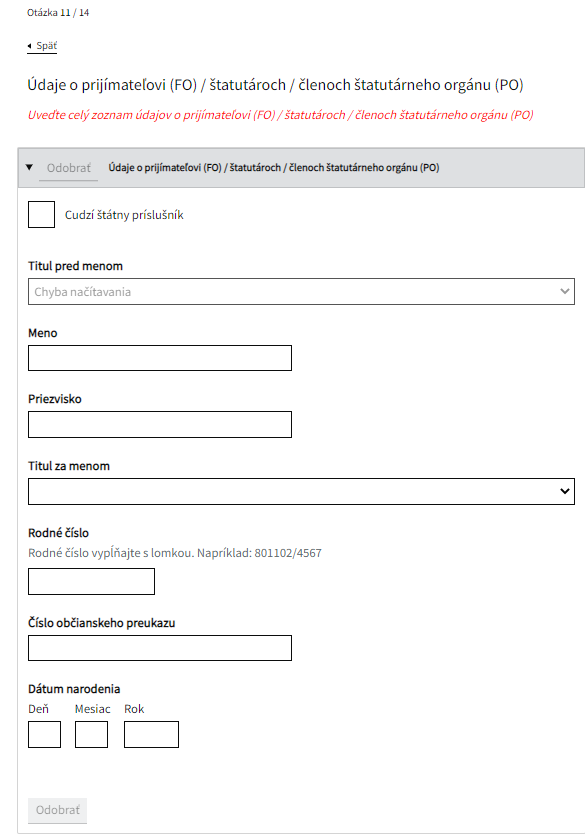 Otázka 11 / 14
Späť
Údaje o prijímateľovi (FO) / štatutároch / členoch štatutárneho orgánu (PO)
Uveďte celý zoznam údajov o prijímateľovi (FO) / štatutároch / členoch štatutárneho orgánu (PO)
Odobrať Údaje o prijímateľovi (FO) / štatutároch / členoch štatutárneho orgánu (PO)
Cudzí štátny príslušník
Titul pred menom
Chyba načítavania
Meno
Priezvisko
Titul za menom
Rodné číslo
Rodné číslo vypĺňajte s lomkou. Napríklad: 801102/4567
Číslo občianskeho preukazu
Dátum narodenia
Deň Mesiac Rok
Odobrať